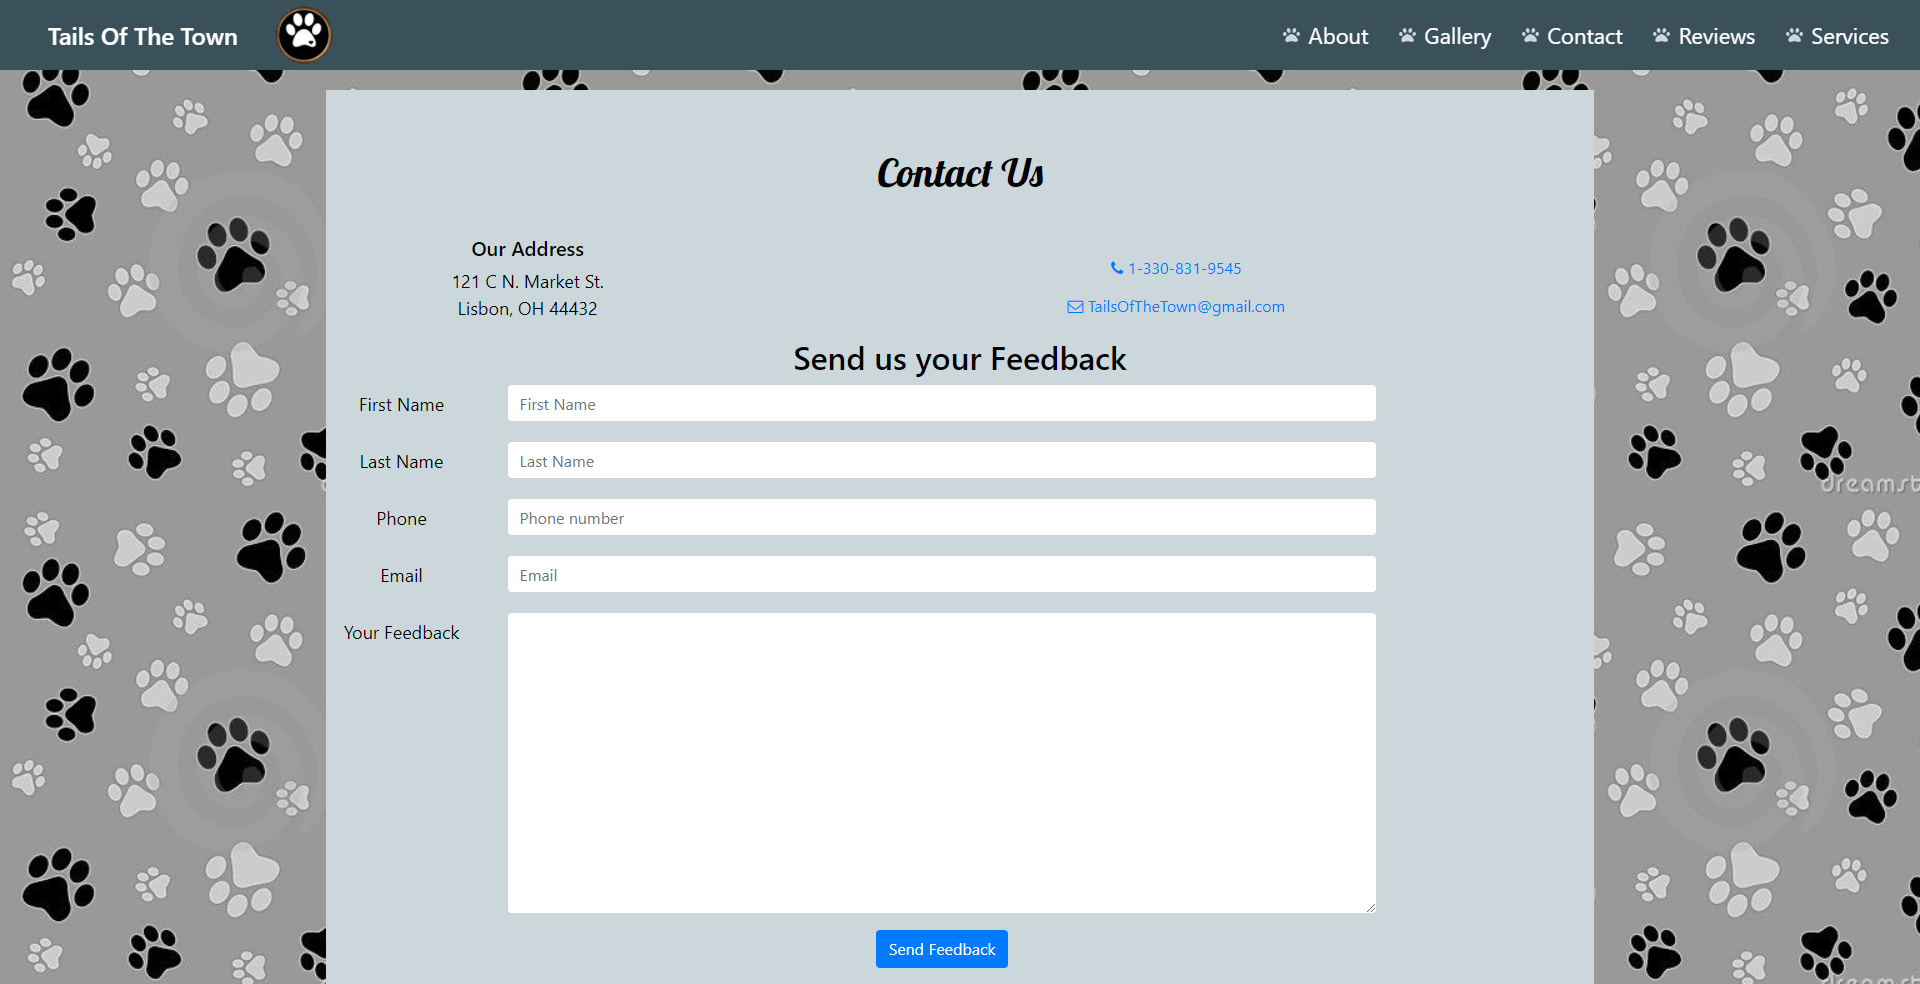 Tails Of The Town
About
Gallery
Contact
Reviews
Services
Contact Us
Our Address
121 C N. Market St.
Lisbon, OH 44432
1-330-831-9545
TailsOfTheTown@gmail.com
Send us your Feedback
First Name
First Name
Last Name
Last Name
Phone
Phone number
Email
Email
Your Feedback
Send Feedback
dreamst
dreamst